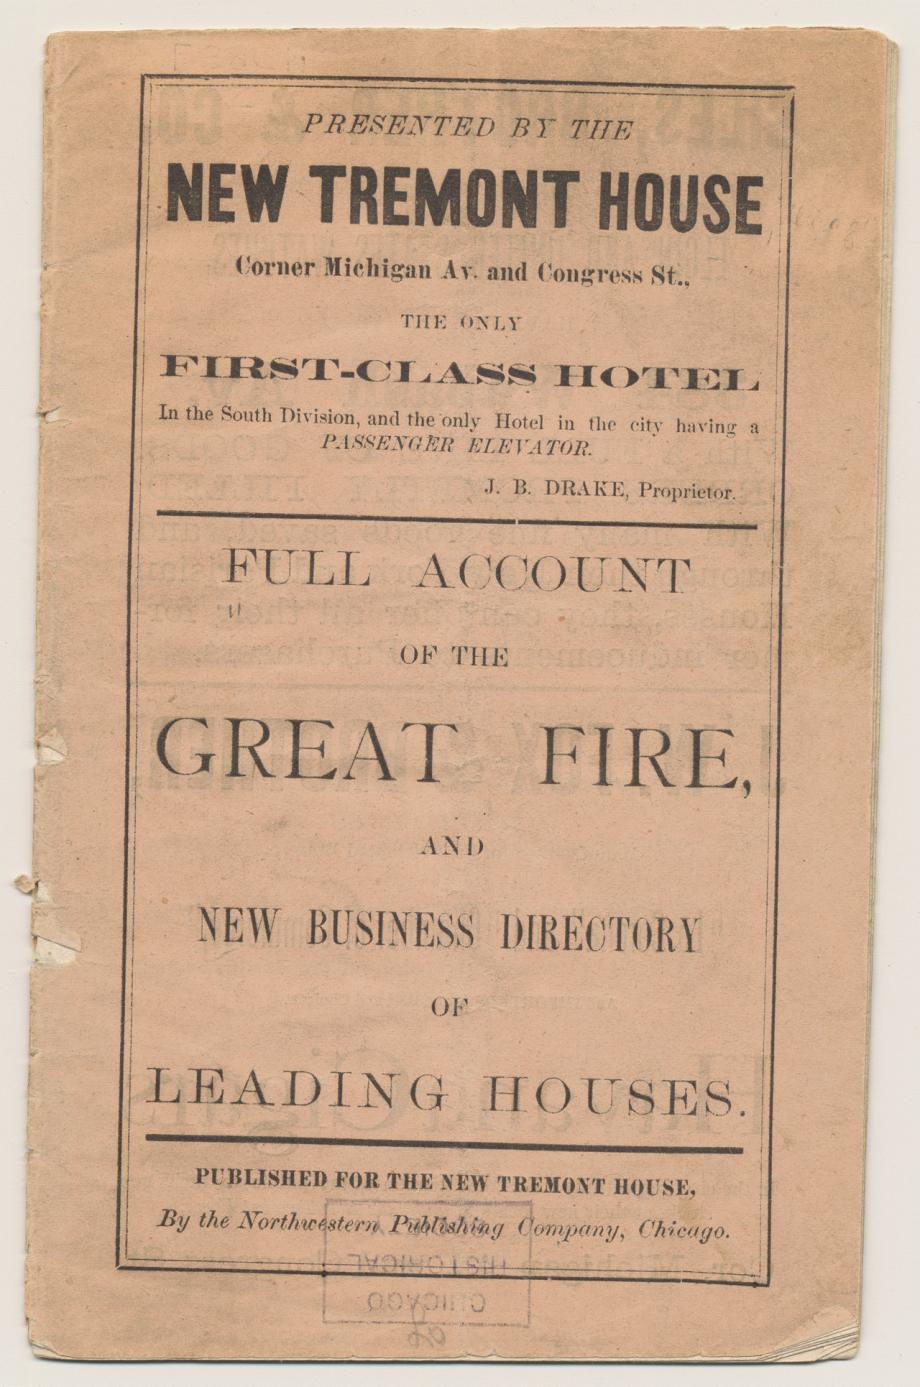 PRESENTED BY THE
NEW TREMONT HOUSE
Corner Michigan Av. and Congress St.,
THE ONLY
FIRST-CLASS HOTEL
In the South Division, and the only Hotel in the city having a
PASSENGER ELEVATOR.
J. B. DRAKE, Proprietor.
FULL ACCOUNT
OF THE
GREAT FIRE,
AND
NEW BUSINESS DIRECTORY
OF
LEADING HOUSES.
PUBLISHED FOR THE NEW TREMONT HOUSE,
By the Northwestern Publishing Company, Chicago.
HISTORICAL
CHICAGO